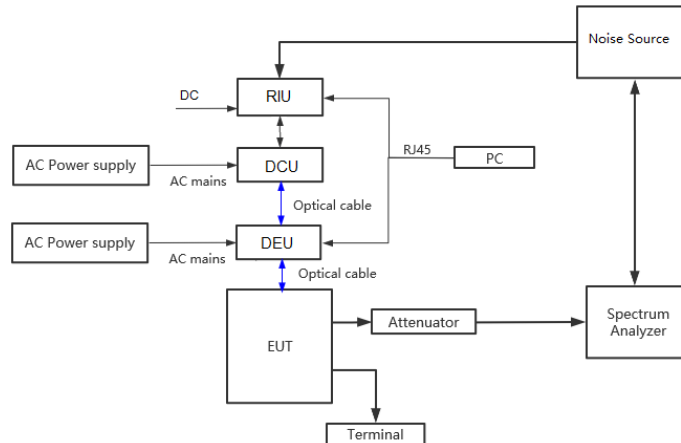 Noise Source
DC
RIU
RJ45
PC
AC Power supply
AC mains
DCU
Optical cable
AC Power supply
AC mains
DEU
Optical cable
EUT
Attenuator
Spectrum
Analyzer
Terminal